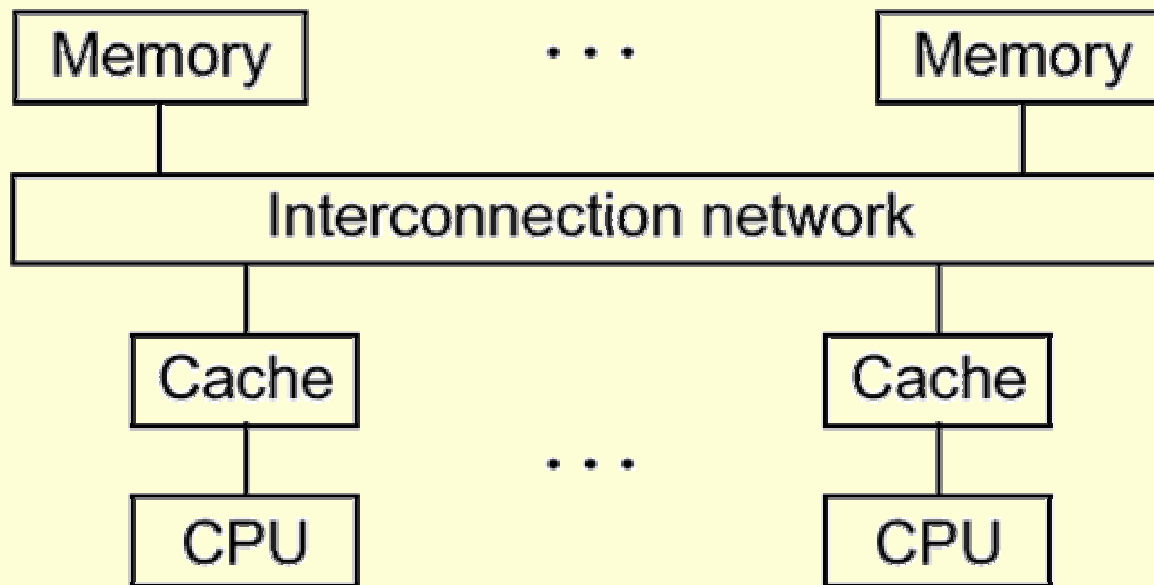 Memory ... Memory
Interconnection network
Cache Cache
...
CPU CPU